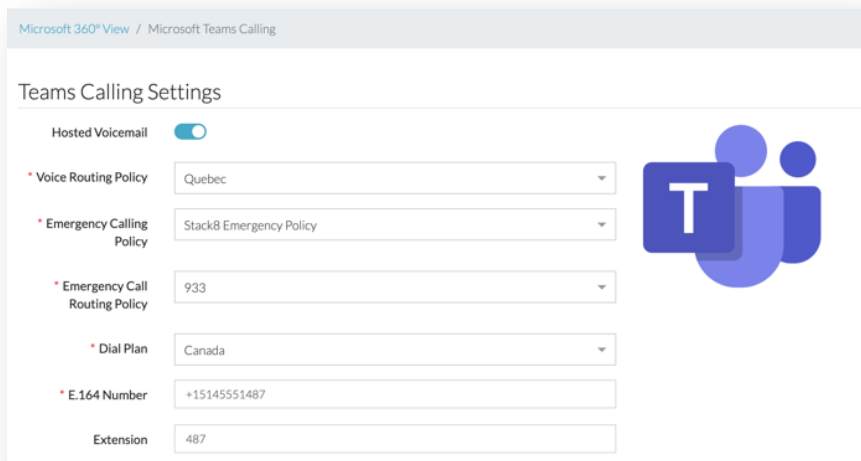 Microsoft 360° View / Microsoft Teams Calling
Teams Calling Settings
Hosted Voicemail
* Voice Routing Policy Quebec
* Emergency Calling
Policy Stack8 Emergency Policy
* Emergency Call
Routing Policy 933
* Dial Plan Canada
* E.164 Number +15145551487
Extension 487
T